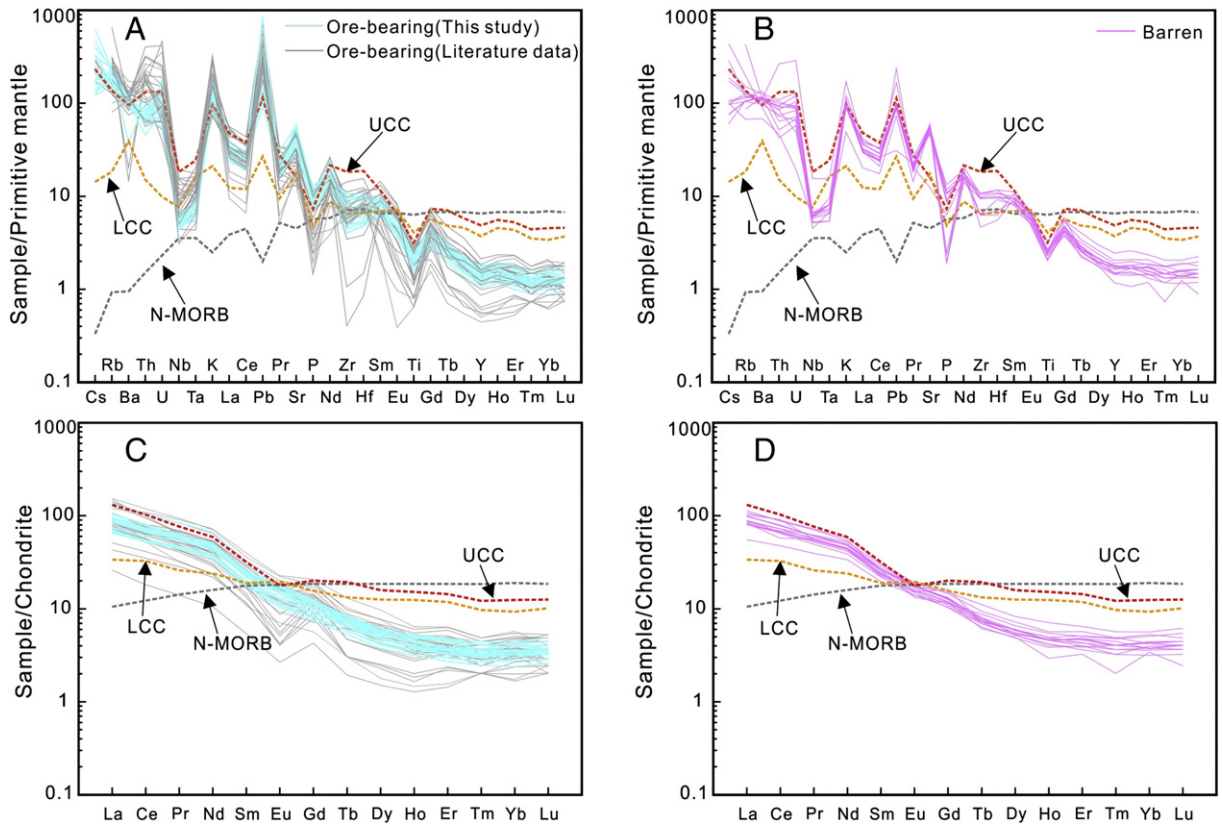 A
Ore-bearing(This study)
Ore-bearing(Literature data)
1000
100
10
1
0.1
Sample/Primitive mantle
UCC
LCC
N-MORB
Rb Th Nb K Ce Pr P Zr Sm Ti Tb Y Er Yb
Cs Ba U Ta La Pb Sr Nd Hf Eu Gd Dy Ho Tm Lu
B
Barren
1000
100
10
1
0.1
Sample/Primitive mantle
UCC
LCC
N-MORB
Rb Th Nb K Ce Pr P Zr Sm Ti Tb Y Er Yb
Cs Ba U Ta La Pb Sr Nd Hf Eu Gd Dy Ho Tm Lu
C
1000
100
10
1
0.1
Sample/Chondrite
UCC
LCC
N-MORB
La Ce Pr Nd Sm Eu Gd Tb Dy Ho Er Tm Yb Lu
D
1000
100
10
1
0.1
Sample/Chondrite
UCC
LCC
N-MORB
La Ce Pr Nd Sm Eu Gd Tb Dy Ho Er Tm Yb Lu